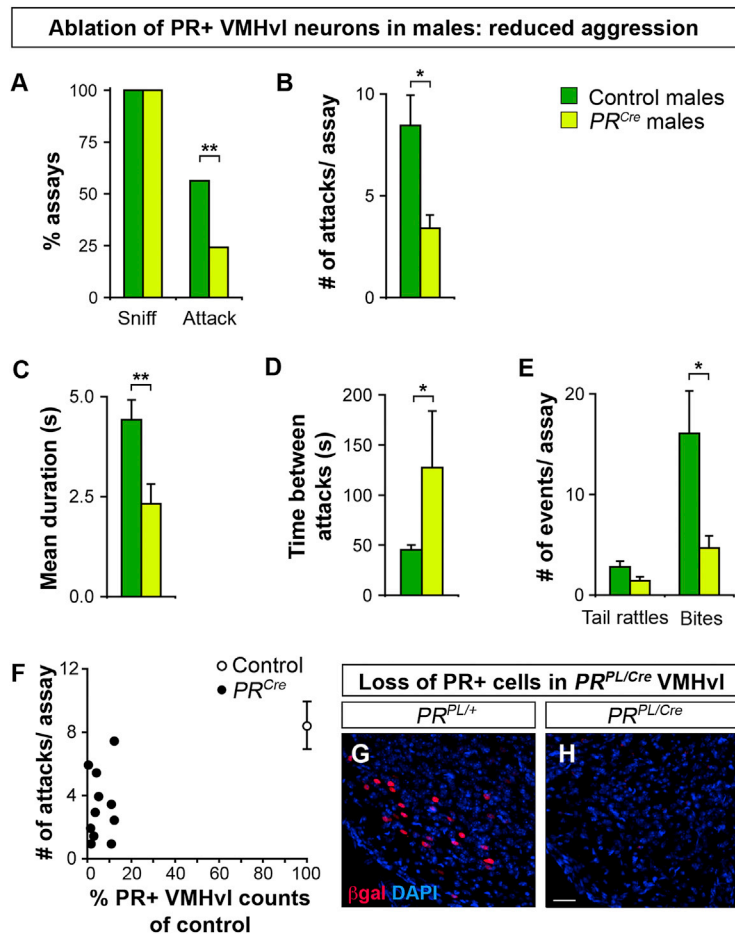 Ablation of PR+ VMHvl neurons in males: reduced aggression
A
% assays
100
75
50
25
0
**
Sniff Attack
B
# of attacks/ assay
10
5
0
*
Control males
PRCre males
C
Mean duration (s)
5.0
2.5
0.0
**
D
Time between
attacks (s)
200
150
100
50
0
*
E
# of events/ assay
20
10
0
*
Tail rattles Bites
F
# of attacks/ assay
12
8
4
0
Control
PRCre
0 20 40 60 80 100
% PR+ VMHvl counts
of control
Loss of PR+ cells in PRPL/Cre VMHvl
PRPL/+ PRPL/Cre
G
βgal DAPI
H